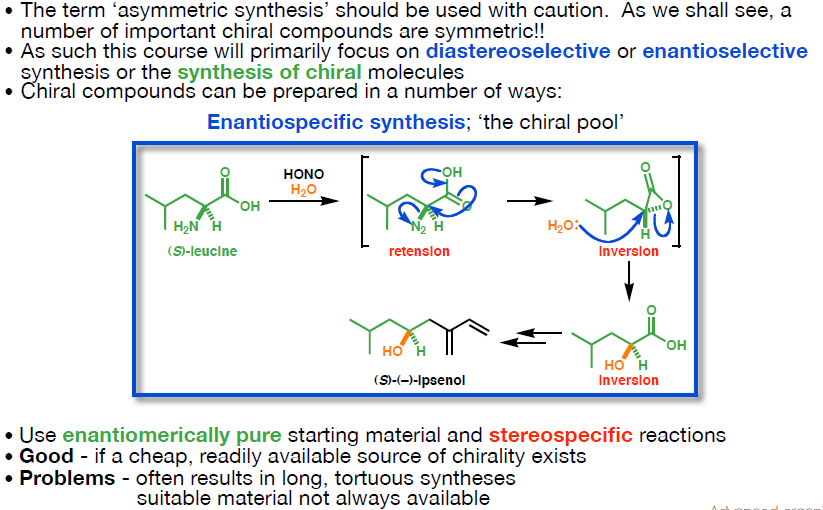 • The term ‘asymmetric synthesis’ should be used with caution.  As we shall see, a
number of important chiral compounds are symmetric!!
• As such this course will primarily focus on diastereoselective or enantioselective
synthesis or the synthesis of chiral molecules
• Chiral compounds can be prepared in a number of ways:
Enantiospecific synthesis; ‘the chiral pool’
O
OH
H₂N H
(S)-leucine
HONO
H₂O
OH
O
N₂ H
retension
H₂O:
O
O
H
inversion
HO H
(S)-(–)-ipsenol
O
OH
HO H
inversion
• Use enantiomerically pure starting material and stereospecific reactions
• Good - if a cheap, readily available source of chirality exists
• Problems - often results in long, tortuous syntheses
suitable material not always available